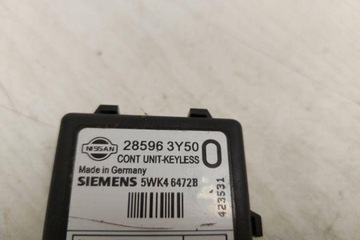 NISSAN
28596 3Y50 0
CONT UNIT-KEYLESS
Made in Germany
SIEMENS 5WK4 6472B
423531